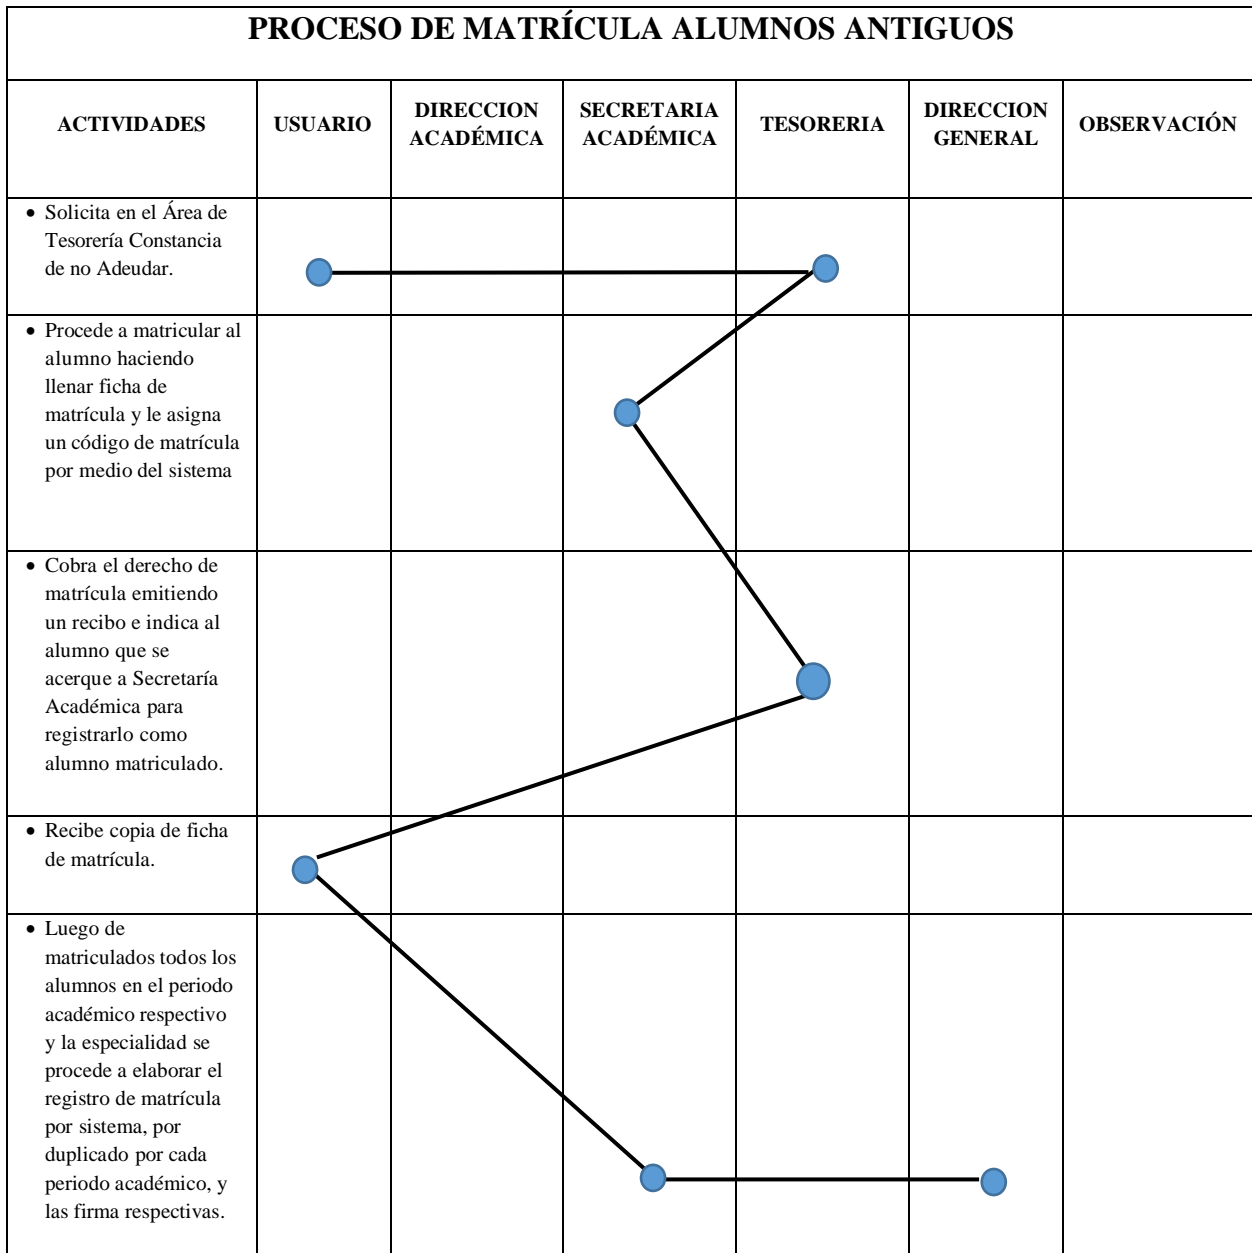 PROCESO DE MATRÍCULA ALUMNOS ANTIGUOS
ACTIVIDADES
USUARIO
DIRECCION
ACADÉMICA
SECRETARIA
ACADÉMICA
TESORERIA
DIRECCION
GENERAL
OBSERVACIÓN
• Solicita en el Área de
Tesorería Constancia
de no Adeudar.
• Procede a matricular al
alumno haciendo
llenar ficha de
matrícula y le asigna
un código de matrícula
por medio del sistema
• Cobra el derecho de
matrícula emitiendo
un recibo e indica al
alumno que se
acerque a Secretaría
Académica para
registrarlo como
alumno matriculado.
• Recibe copia de ficha
de matrícula.
• Luego de
matriculados todos los
alumnos en el periodo
académico respectivo
y la especialidad se
procede a elaborar el
registro de matrícula
por sistema, por
duplicado por cada
periodo académico, y
las firma respectivas.